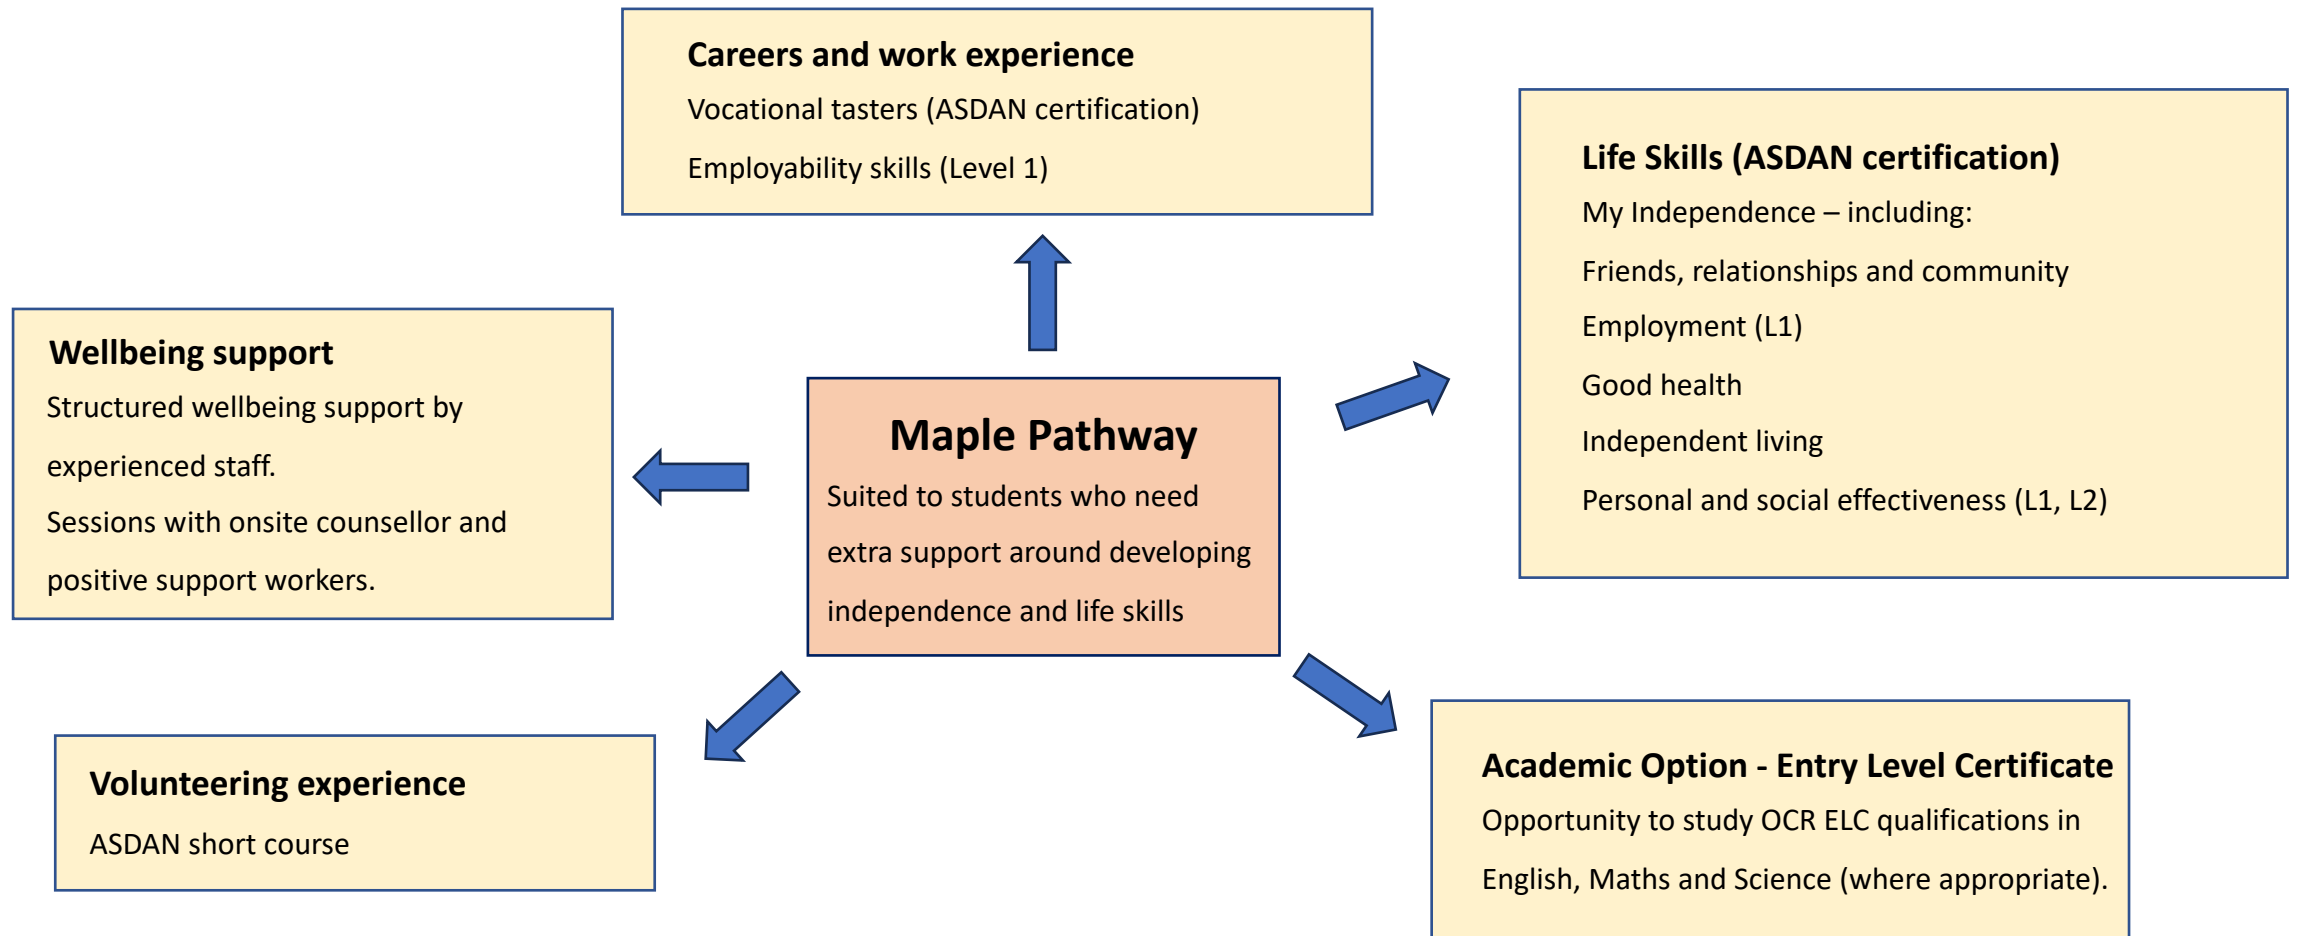 Careers and work experience
Vocational tasters (ASDAN certification)
Employability skills (Level 1)
Life Skills (ASDAN certification)
My Independence – including:
Friends, relationships and community
Employment (L1)
Good health
Independent living
Personal and social effectiveness (L1, L2)
Wellbeing support
Structured wellbeing support by
experienced staff.
Sessions with onsite counsellor and
positive support workers.
Maple Pathway
Suited to students who need
extra support around developing
independence and life skills
Volunteering experience
ASDAN short course
Academic Option - Entry Level Certificate
Opportunity to study OCR ELC qualifications in
English, Maths and Science (where appropriate).